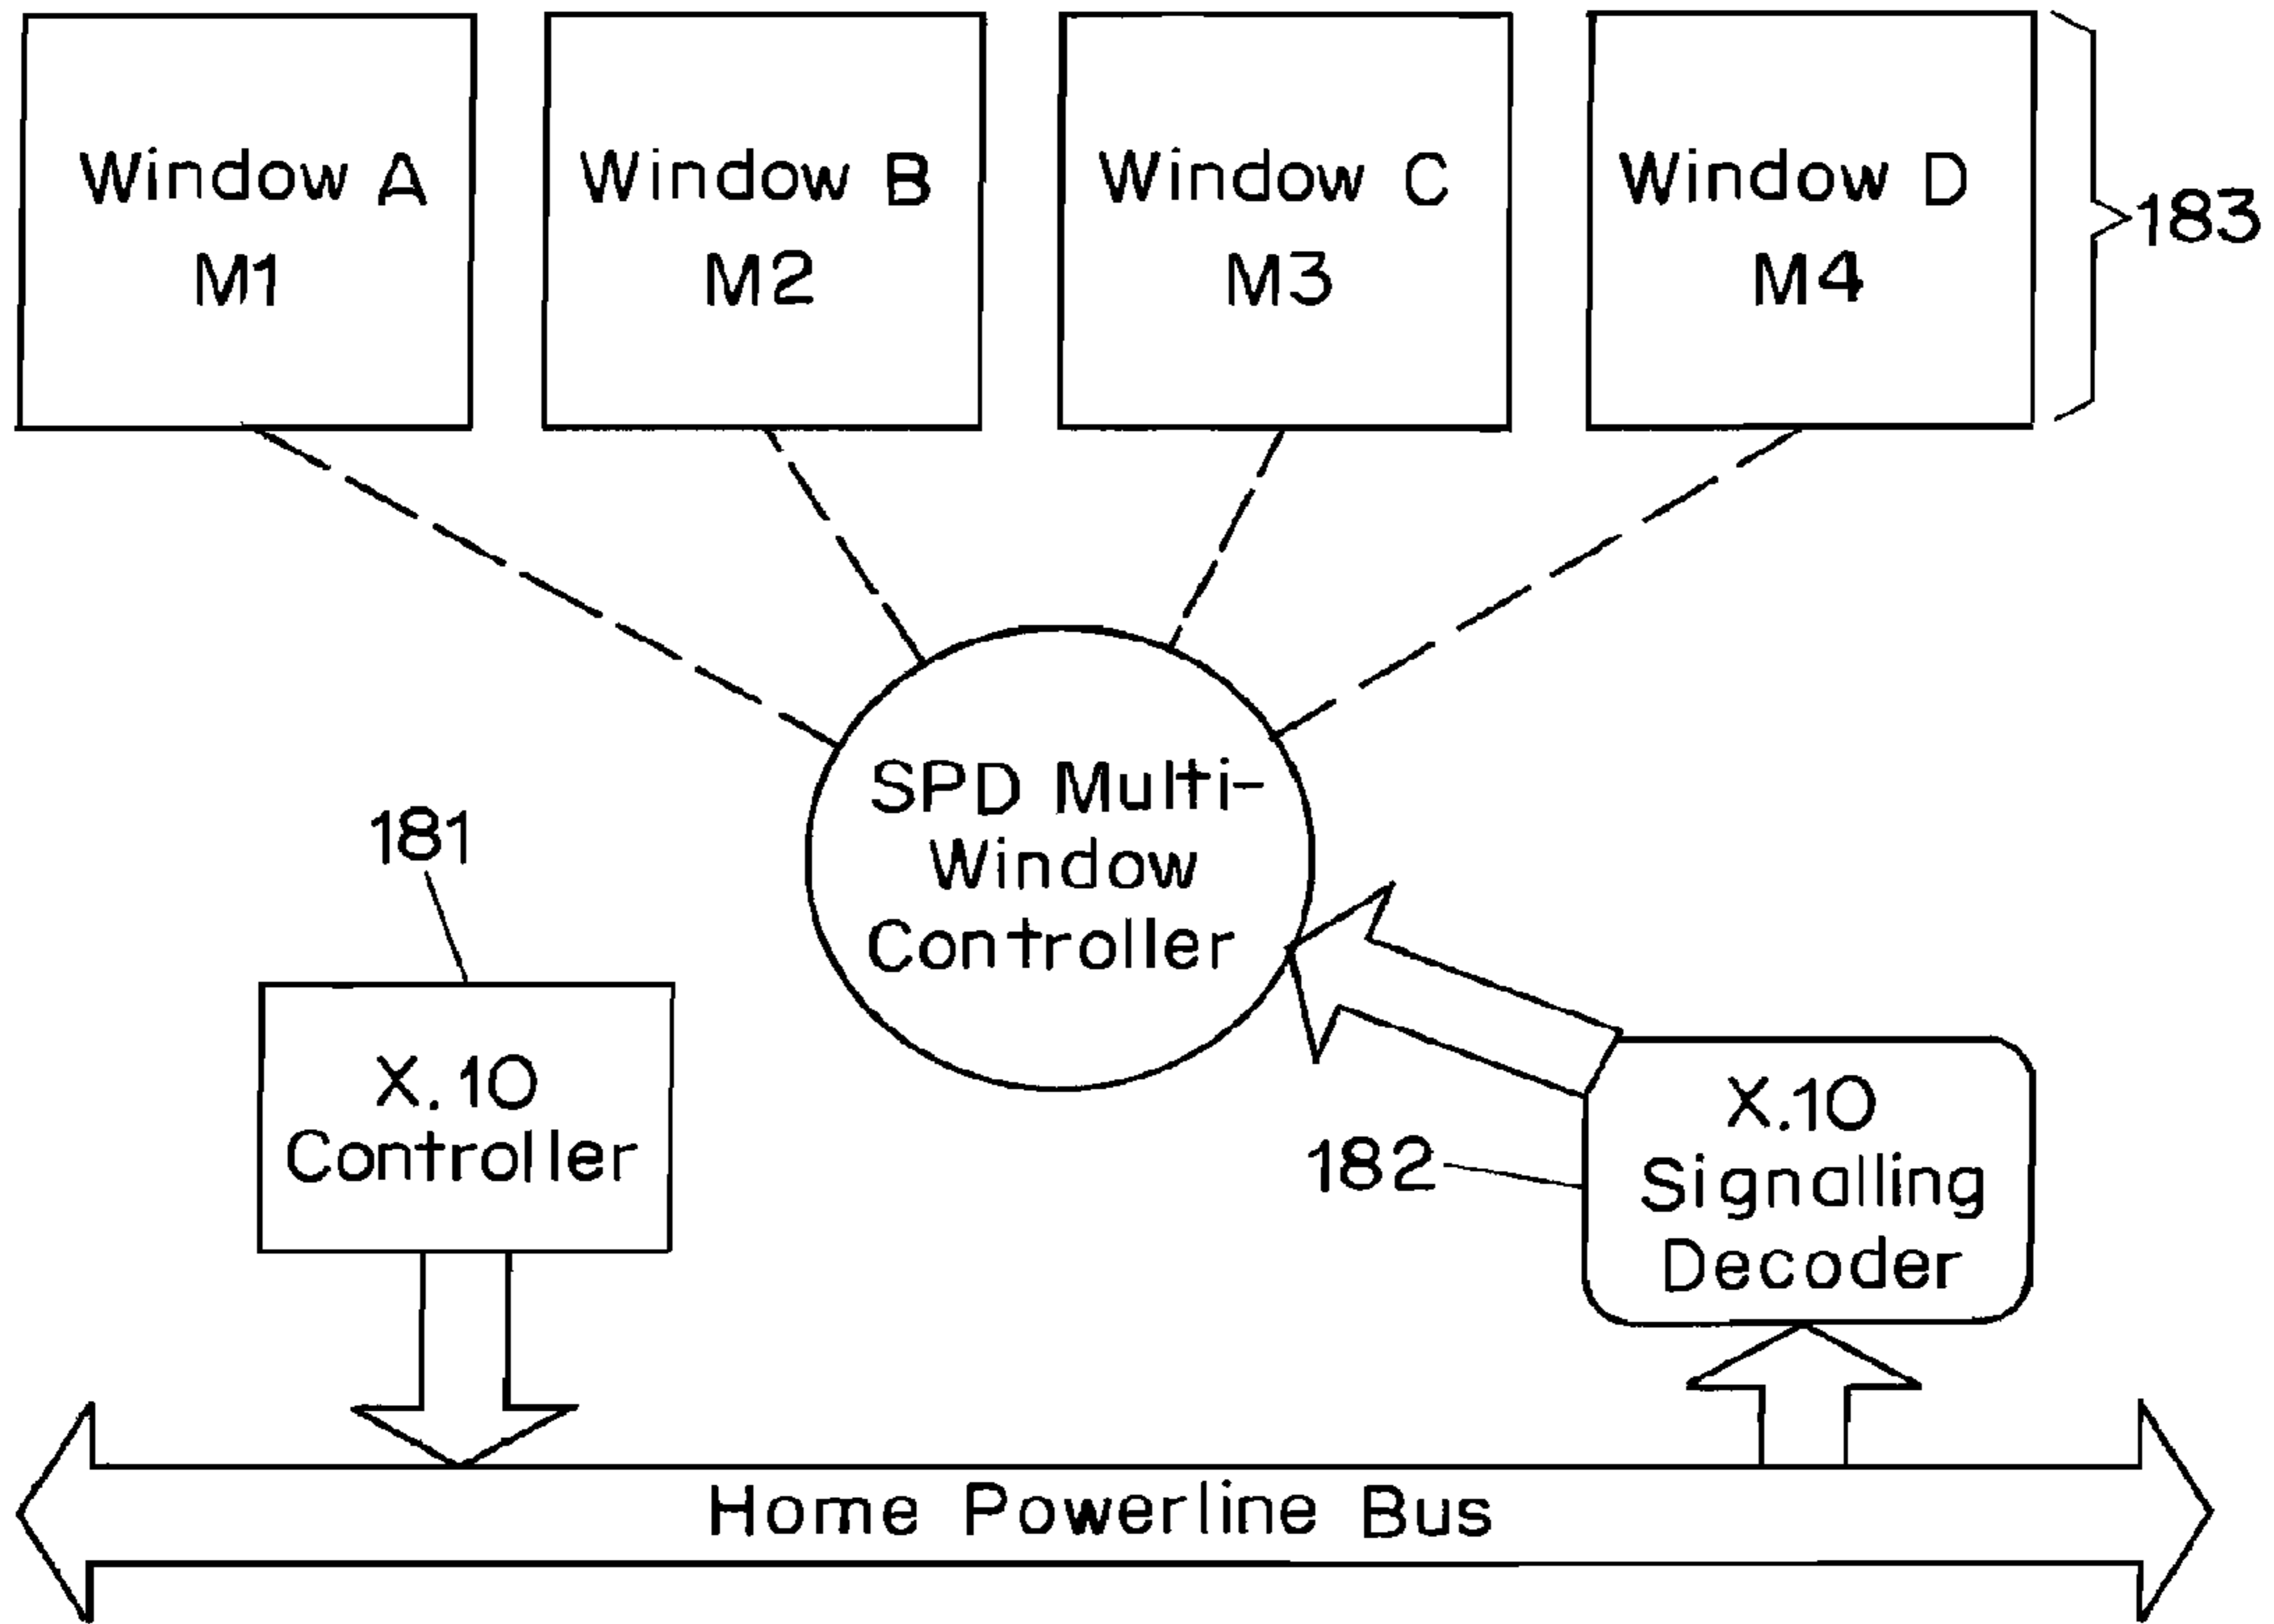 Window A
M1
Window B
M2
Window C
M3
Window D
M4
183
SPD Multi-
Window
Controller
181
X.10
Controller
182
X.10
Signalling
Decoder
Home Powerline Bus